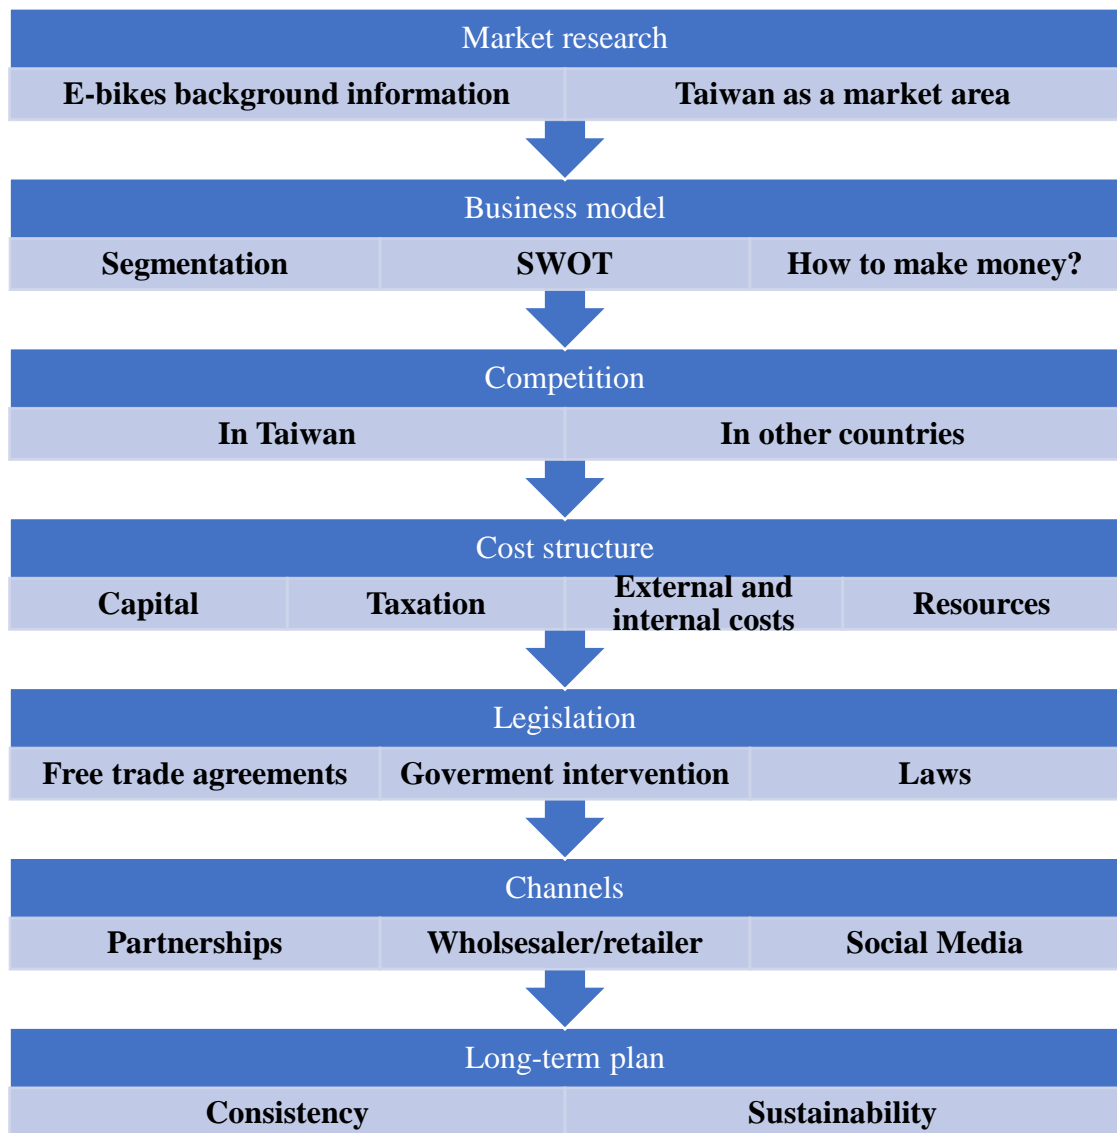 Market research
E-bikes background information
Taiwan as a market area
Business model
Segmentation
SWOT
How to make money?
Competition
In Taiwan
In other countries
Cost structure
Capital
Taxation
External and
internal costs
Resources
Legislation
Free trade agreements
Goverment intervention
Laws
Channels
Partnerships
Wholsesaler/retailer
Social Media
Long-term plan
Consistency
Sustainability